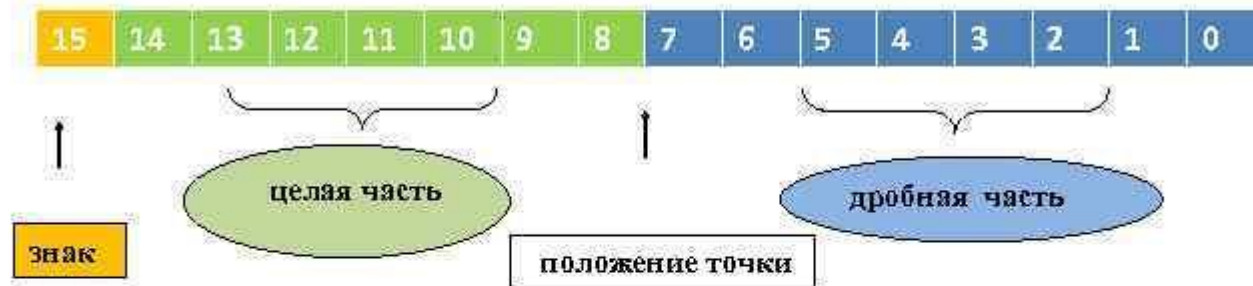 15 14 13 12 11 10 9 8 7 6 5 4 3 2 1 0
целая часть
дробная часть
знак
положение точки